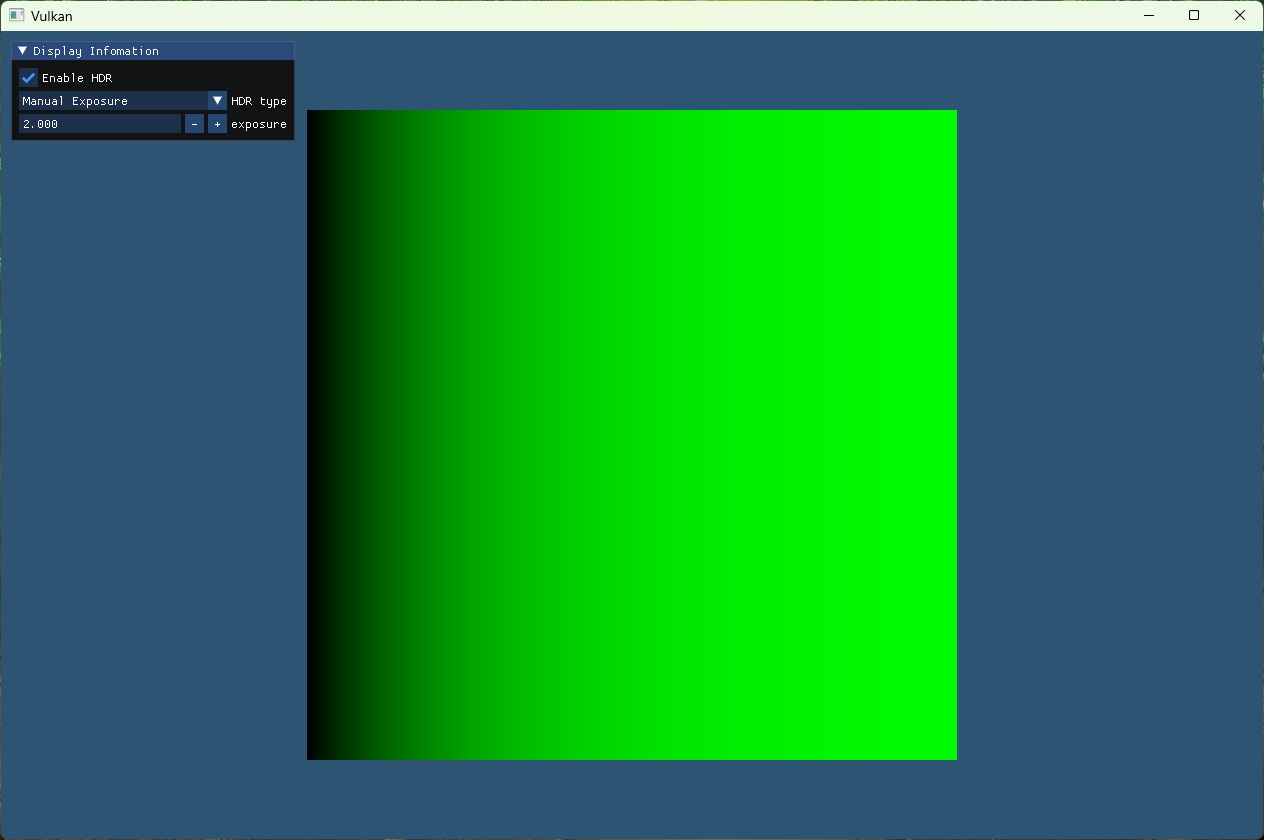 Vulkan
Display Infomation
Enable HDR
Manual Exposure HDR type
2.000 - + exposure